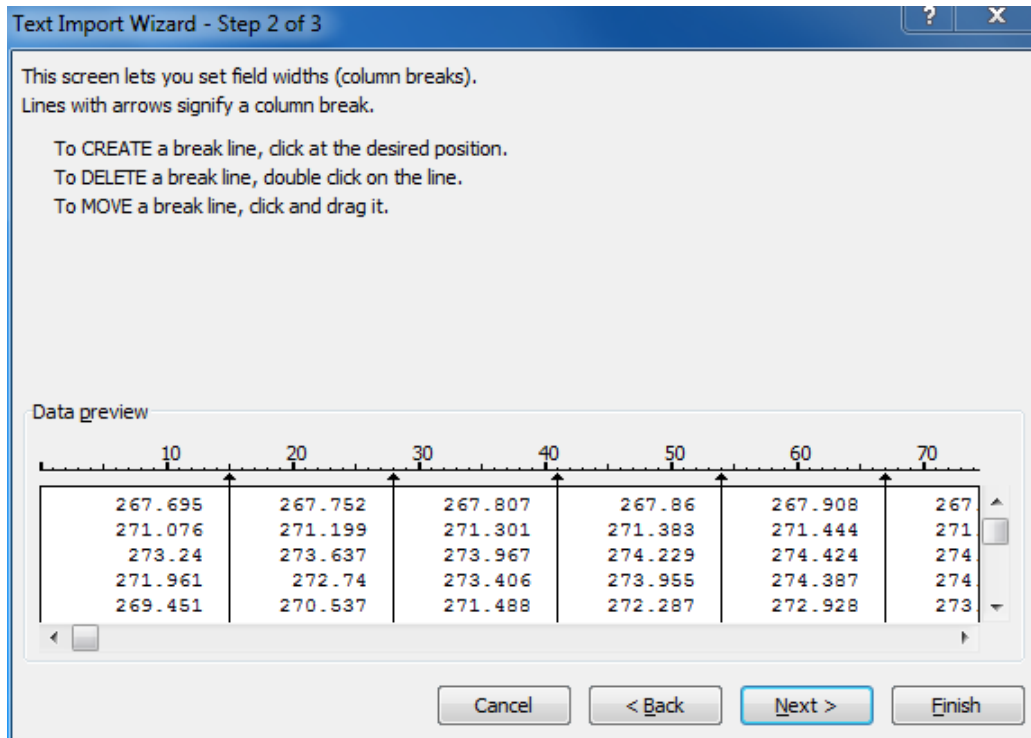 Text Import Wizard - Step 2 of 3
This screen lets you set field widths (column breaks).
Lines with arrows signify a column break.
To CREATE a break line, click at the desired position.
To DELETE a break line, double click on the line.
To MOVE a break line, click and drag it.
Data preview
10 20 30 40 50 60 70
267.695 267.752 267.807 267.86 267.908 267.
271.076 271.199 271.301 271.383 271.444 271.
273.24 273.637 273.967 274.229 274.424 274.
271.961 272.74 273.406 273.955 274.387 274.
269.451 270.537 271.488 272.287 272.928 273.
Cancel < Back Next > Finish